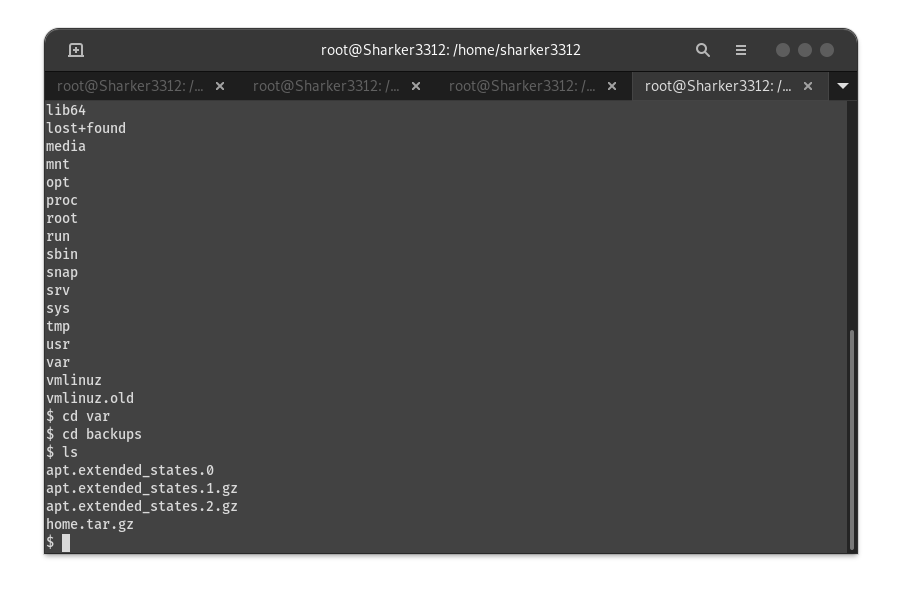 root@Sharker3312: /home/sharker3312
root@Sharker3312: /... root@Sharker3312: /... root@Sharker3312: /... root@Sharker3312: /...
lib64
lost+found
media
mnt
opt
proc
root
run
sbin
snap
srv
sys
tmp
usr
var
vmlinuz
vmlinuz.old
$ cd var
$ cd backups
$ ls
apt.extended_states.0
apt.extended_states.1.gz
apt.extended_states.2.gz
home.tar.gz
$